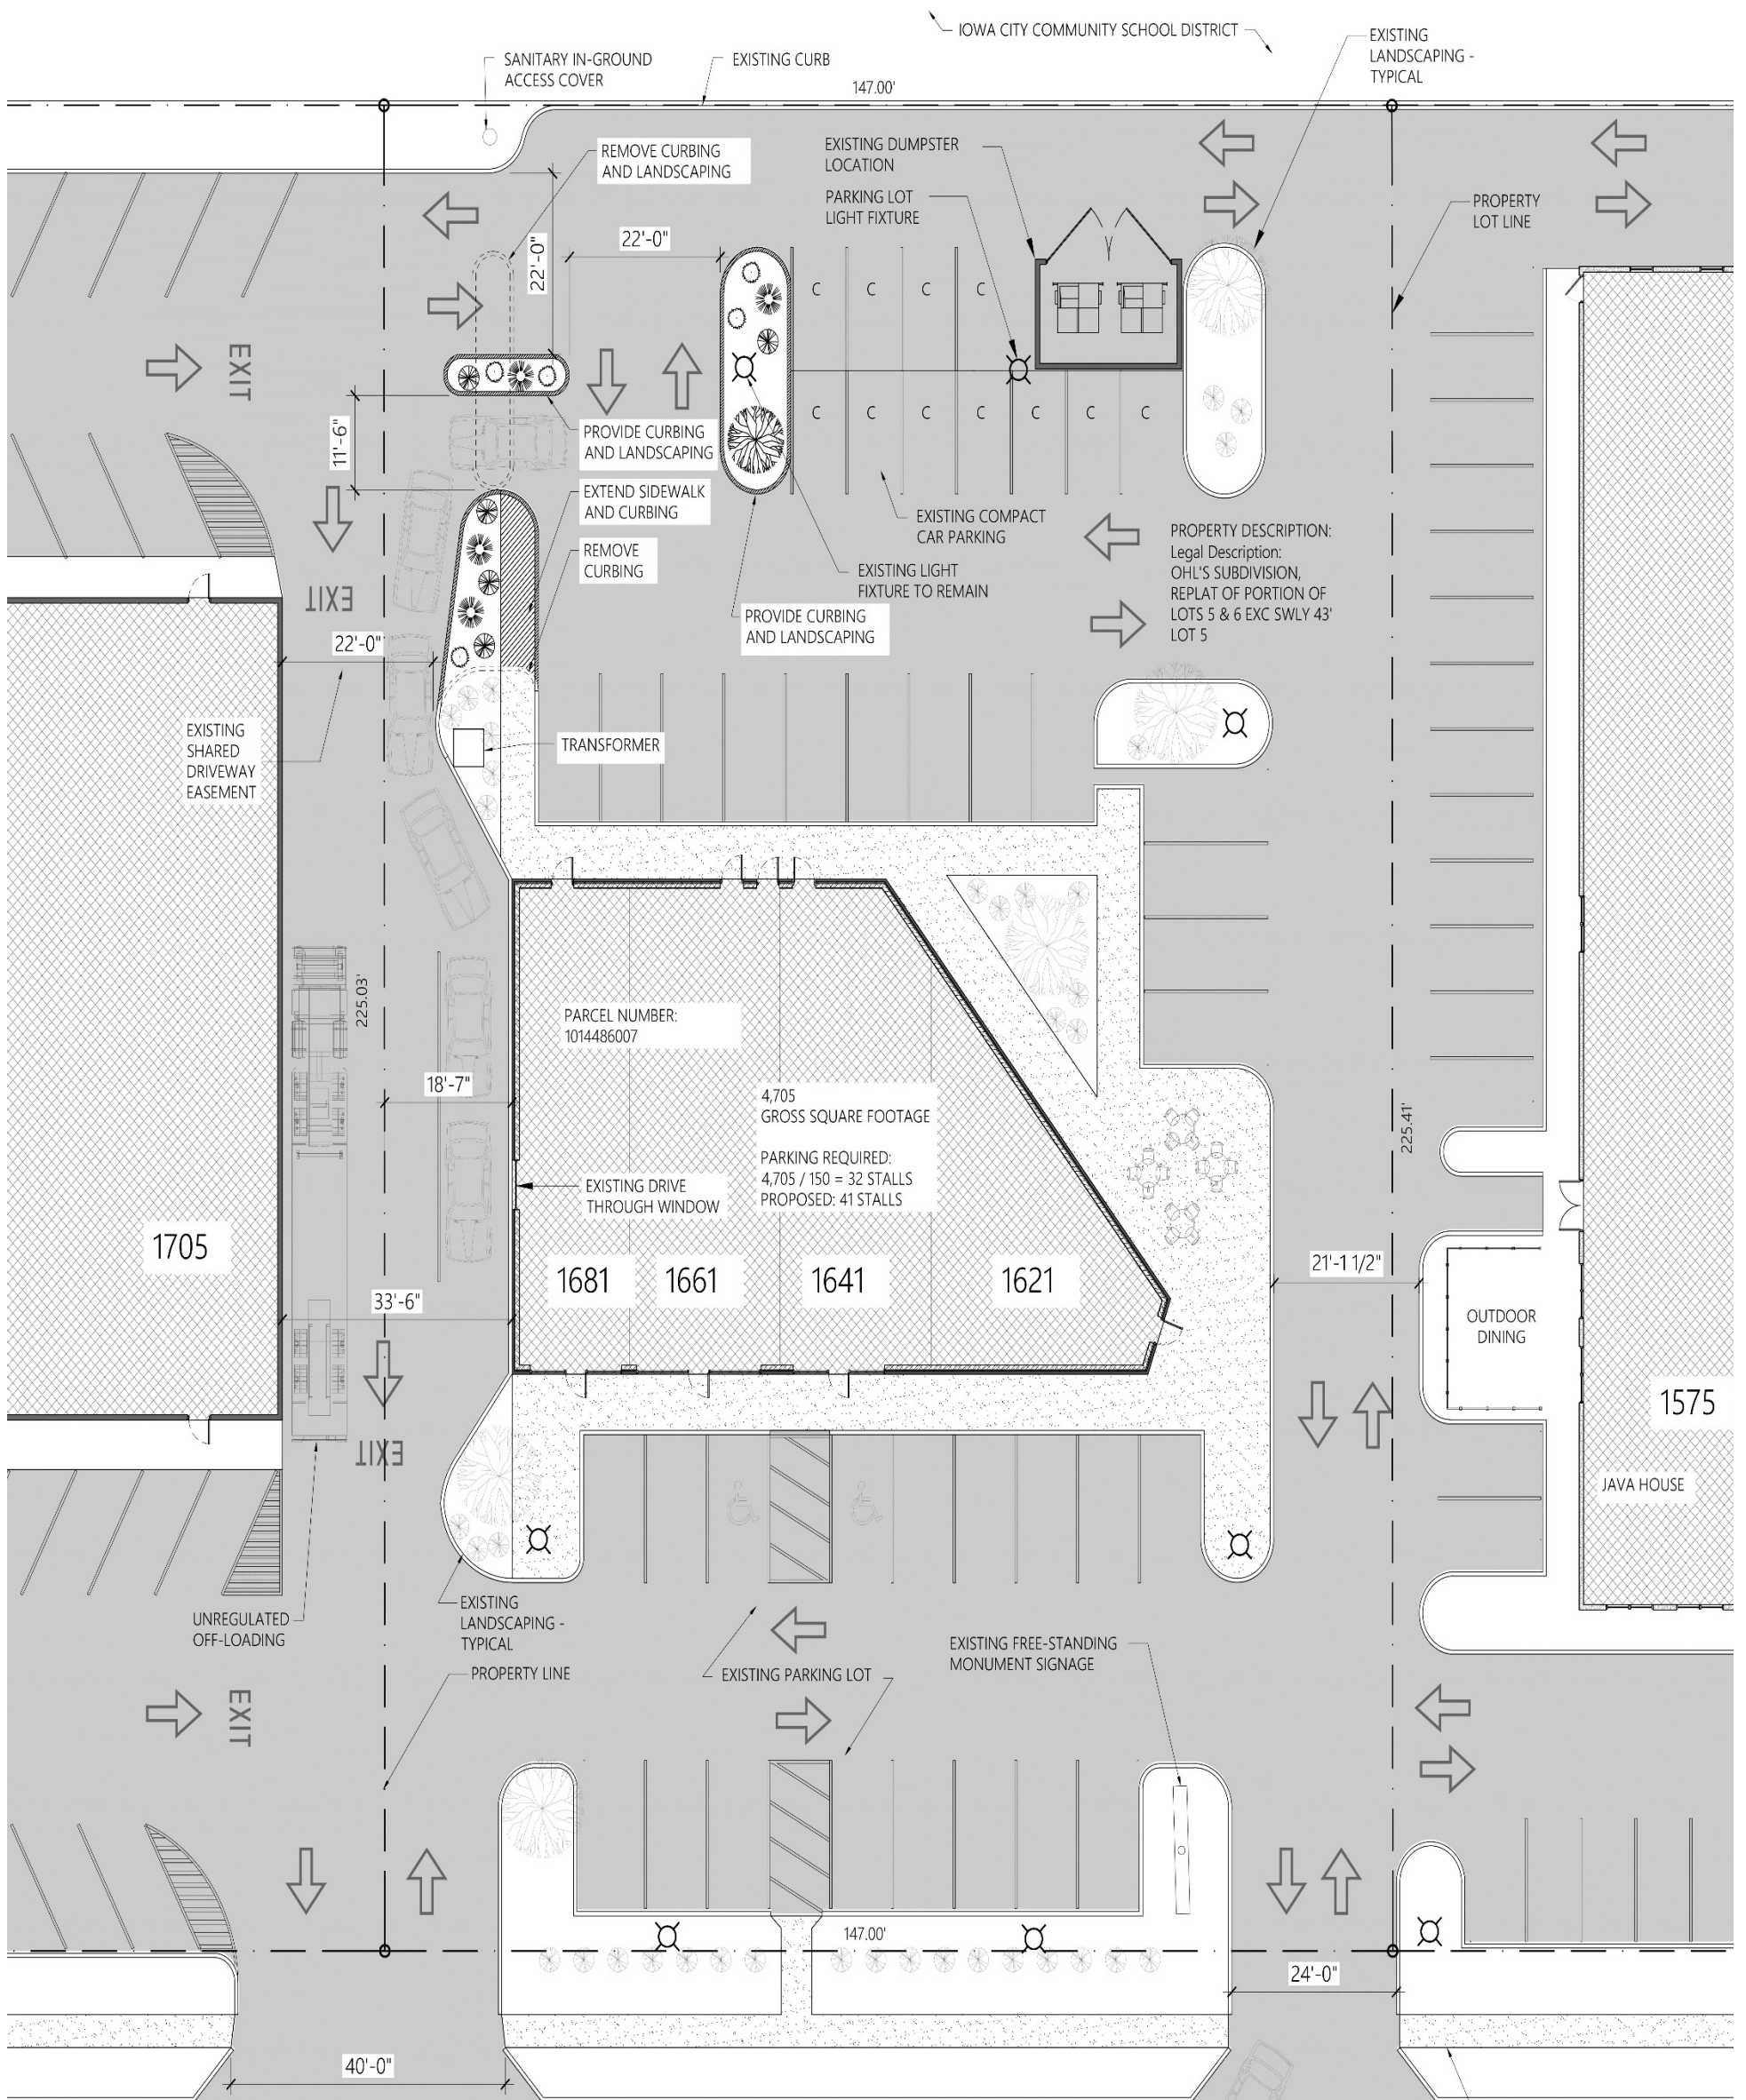 IOWA CITY COMMUNITY SCHOOL DISTRICT
EXISTING
LANDSCAPING -
TYPICAL
SANITARY IN-GROUND
ACCESS COVER
EXISTING CURB
147.00'
REMOVE CURBING
AND LANDSCAPING
EXISTING DUMPSTER
LOCATION
PARKING LOT
LIGHT FIXTURE
PROPERTY
LOT LINE
22'-0"
22'-0"
C C C C
EXIT
C C C C C C C
11'-6"
PROVIDE CURBING
AND LANDSCAPING
EXTEND SIDEWALK
AND CURBING
REMOVE
CURBING
EXISTING COMPACT
CAR PARKING
EXISTING LIGHT
FIXTURE TO REMAIN
PROVIDE CURBING
AND LANDSCAPING
PROPERTY DESCRIPTION:
Legal Description:
OHL'S SUBDIVISION,
REPLAT OF PORTION OF
LOTS 5 & 6 EXC SWLY 43'
LOT 5
EXIT
22'-0"
EXISTING
SHARED
DRIVEWAY
EASEMENT
TRANSFORMER
225.03'
PARCEL NUMBER:
1014486007
18'-7"
4,705
GROSS SQUARE FOOTAGE
PARKING REQUIRED:
4,705 / 150 = 32 STALLS
PROPOSED: 41 STALLS
EXISTING DRIVE
THROUGH WINDOW
225.41'
1705
1681
1661
1641
1621
21'-1 1/2"
33'-6"
OUTDOOR
DINING
1575
EXIT
JAVA HOUSE
UNREGULATED
OFF-LOADING
EXISTING
LANDSCAPING -
TYPICAL
PROPERTY LINE
EXISTING PARKING LOT
EXISTING FREE-STANDING
MONUMENT SIGNAGE
EXIT
147.00'
24'-0"
40'-0"